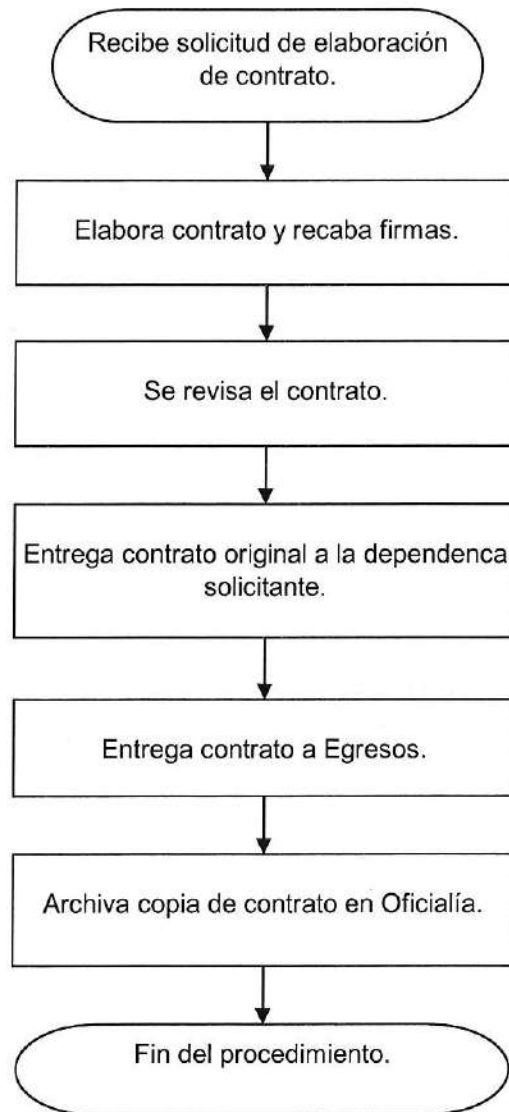 Recibe solicitud de elaboración
de contrato.
Elabora contrato y recaba firmas.
Se revisa el contrato.
Entrega contrato original a la dependenca
solicitante.
Entrega contrato a Egresos.
Archiva copia de contrato en Oficialía.
Fin del procedimiento.